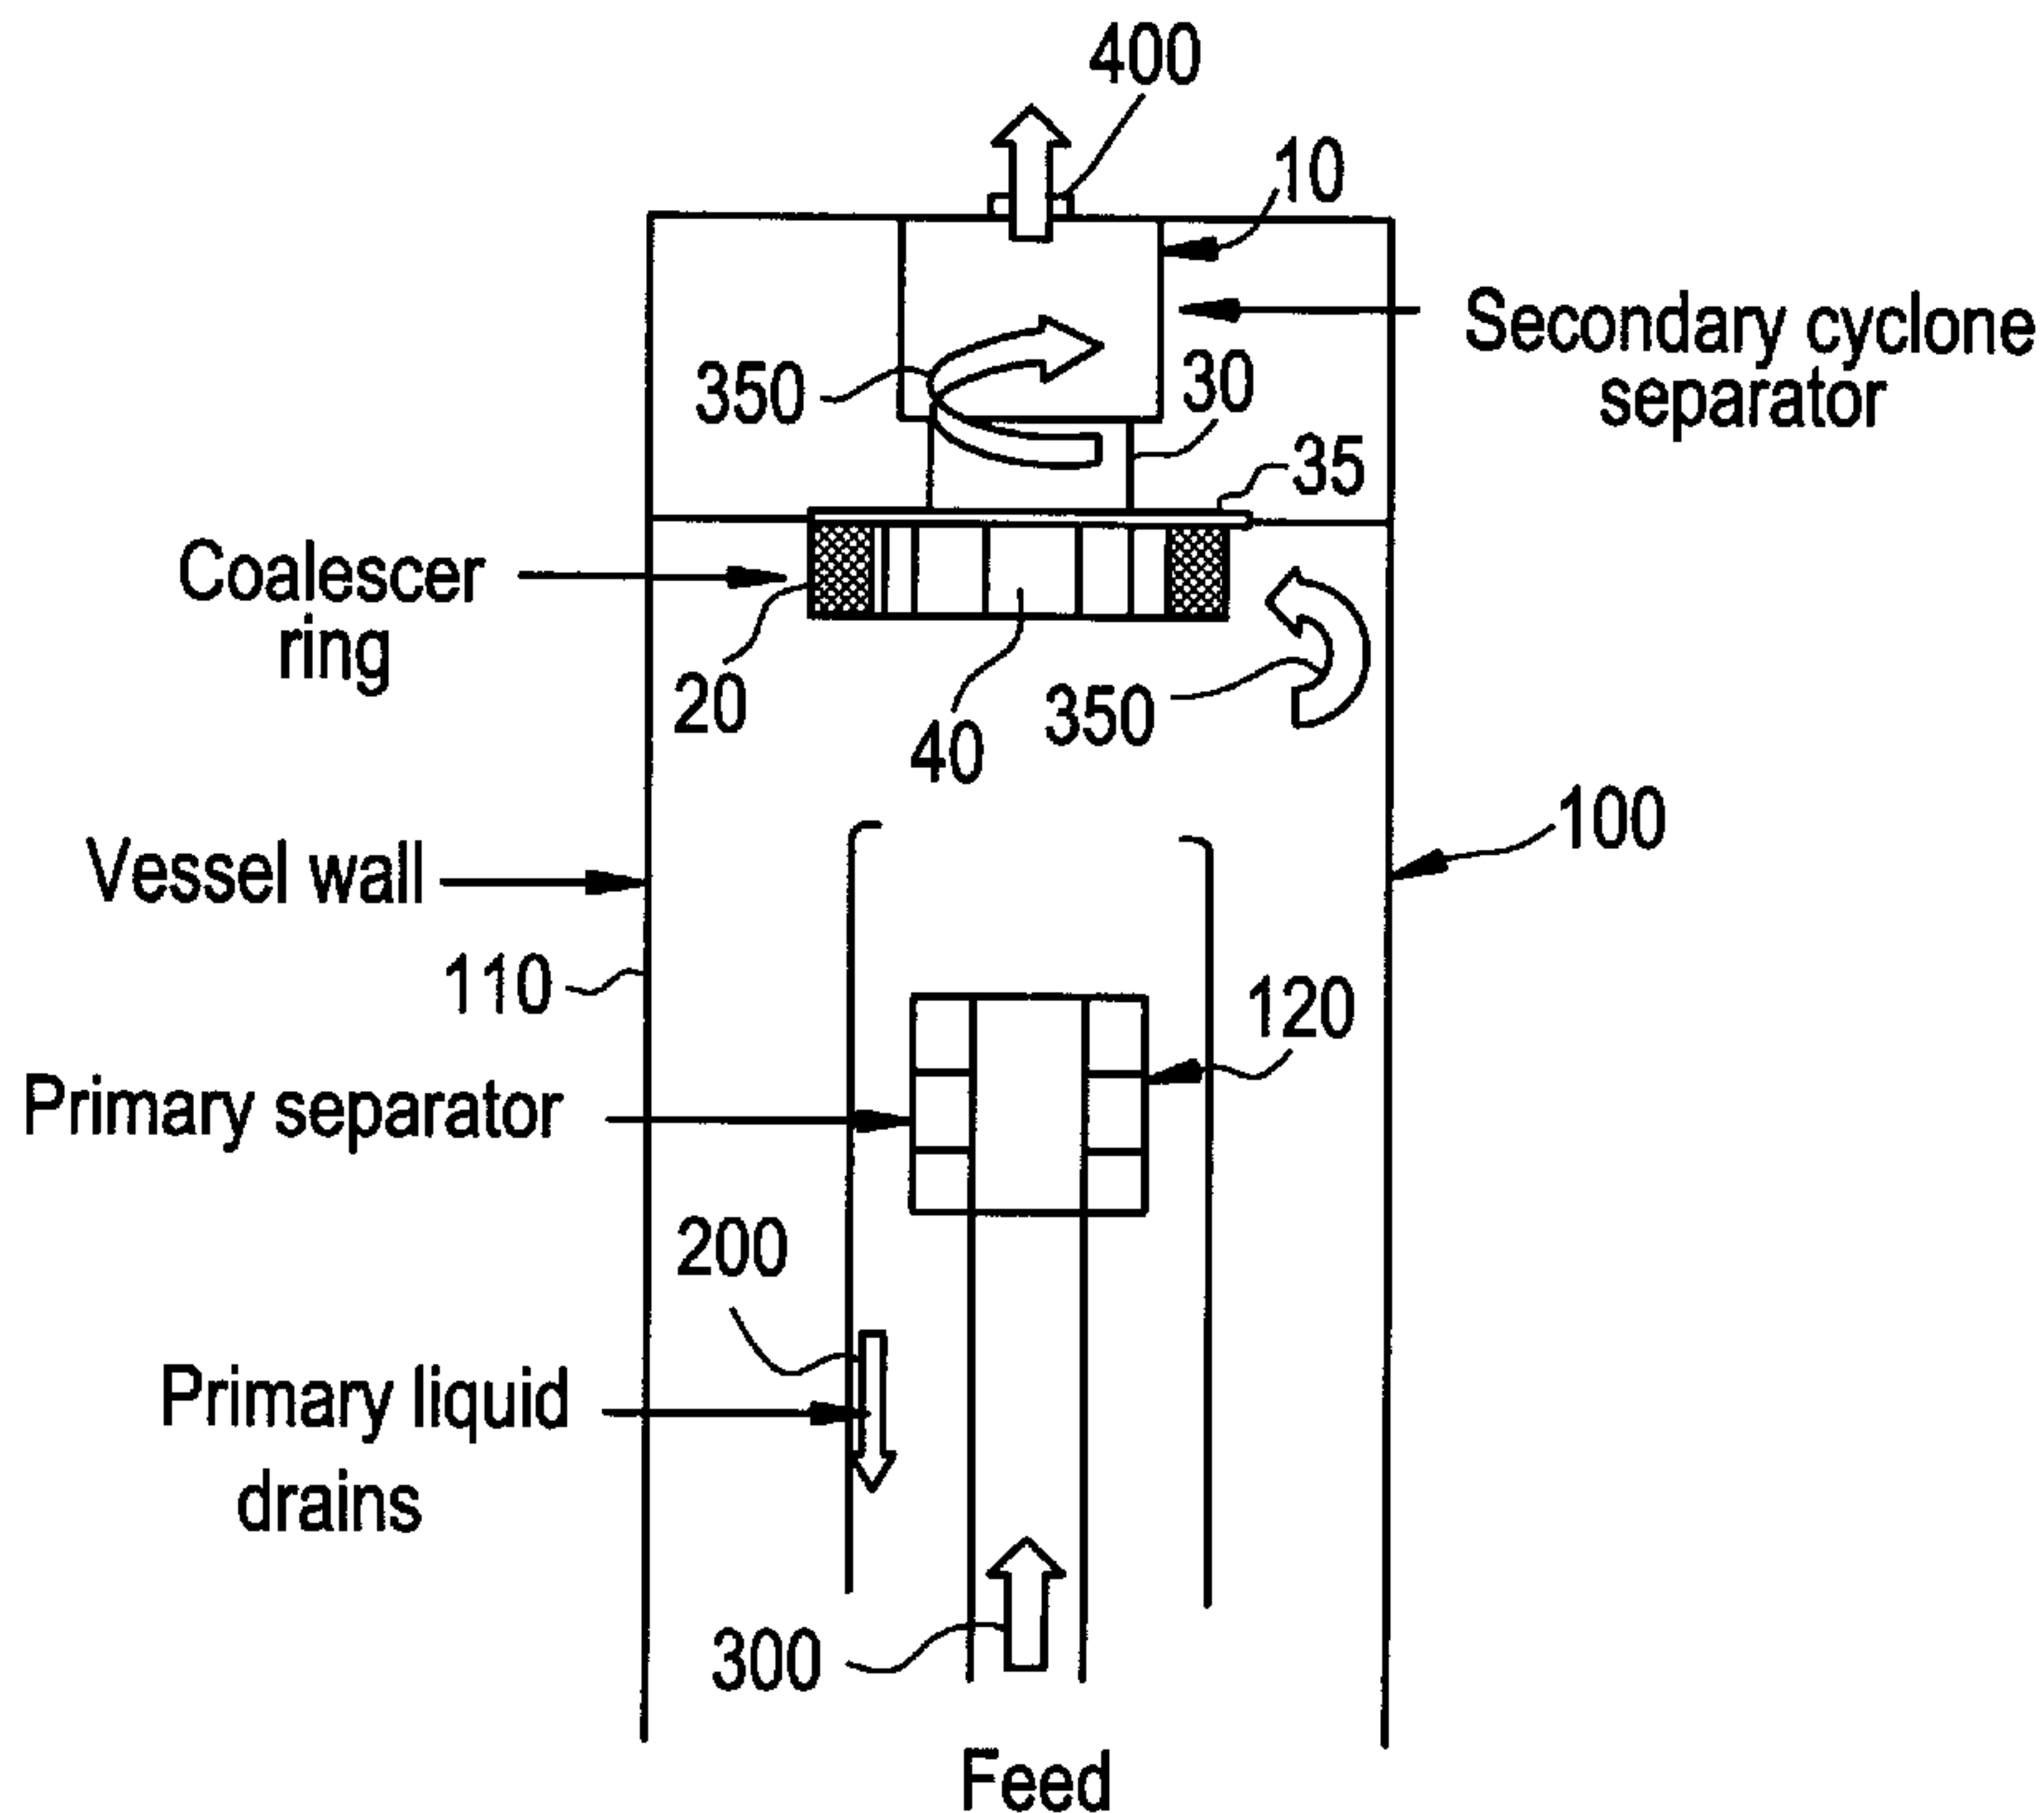 400
10
Secondary cyclone
separator
350
30
35
Coalescer
ring
20
40
350
100
Vessel wall
110
120
Primary separator
200
Primary liquid
drains
300
Feed